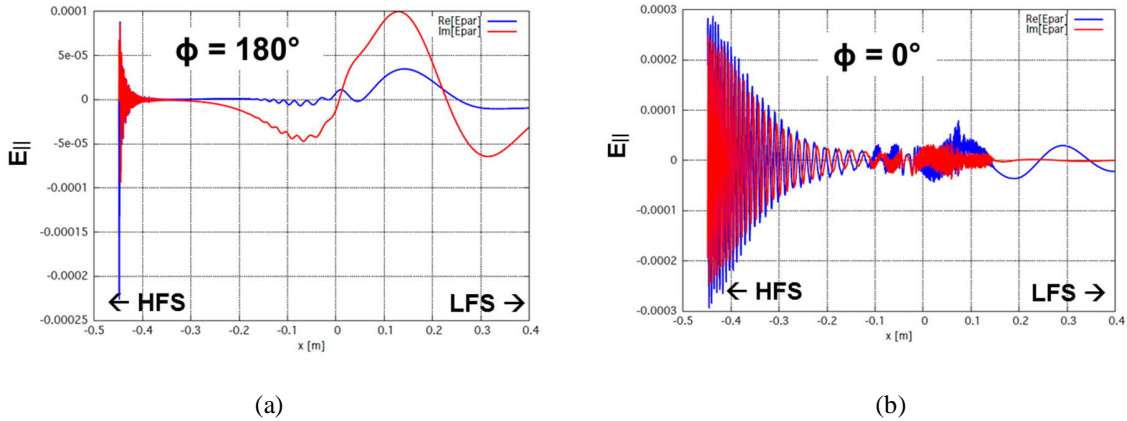 0.0001
5e-05
0
-5e-05
-0.0001
-0.00015
-0.0002
-0.00025
E||
ϕ = 180°
Re[Epar]
Im[Epar]
← HFS
LFS →
-0.5 -0.4 -0.3 -0.2 -0.1 0 0.1 0.2 0.3 0.4
x [m]
(a)
0.0003
0.0002
0.0001
0
-0.0001
-0.0002
-0.0003
E||
ϕ = 0°
Re[Epar]
Im[Epar]
← HFS
LFS →
-0.5 -0.4 -0.3 -0.2 -0.1 0 0.1 0.2 0.3 0.4
x [m]
(b)